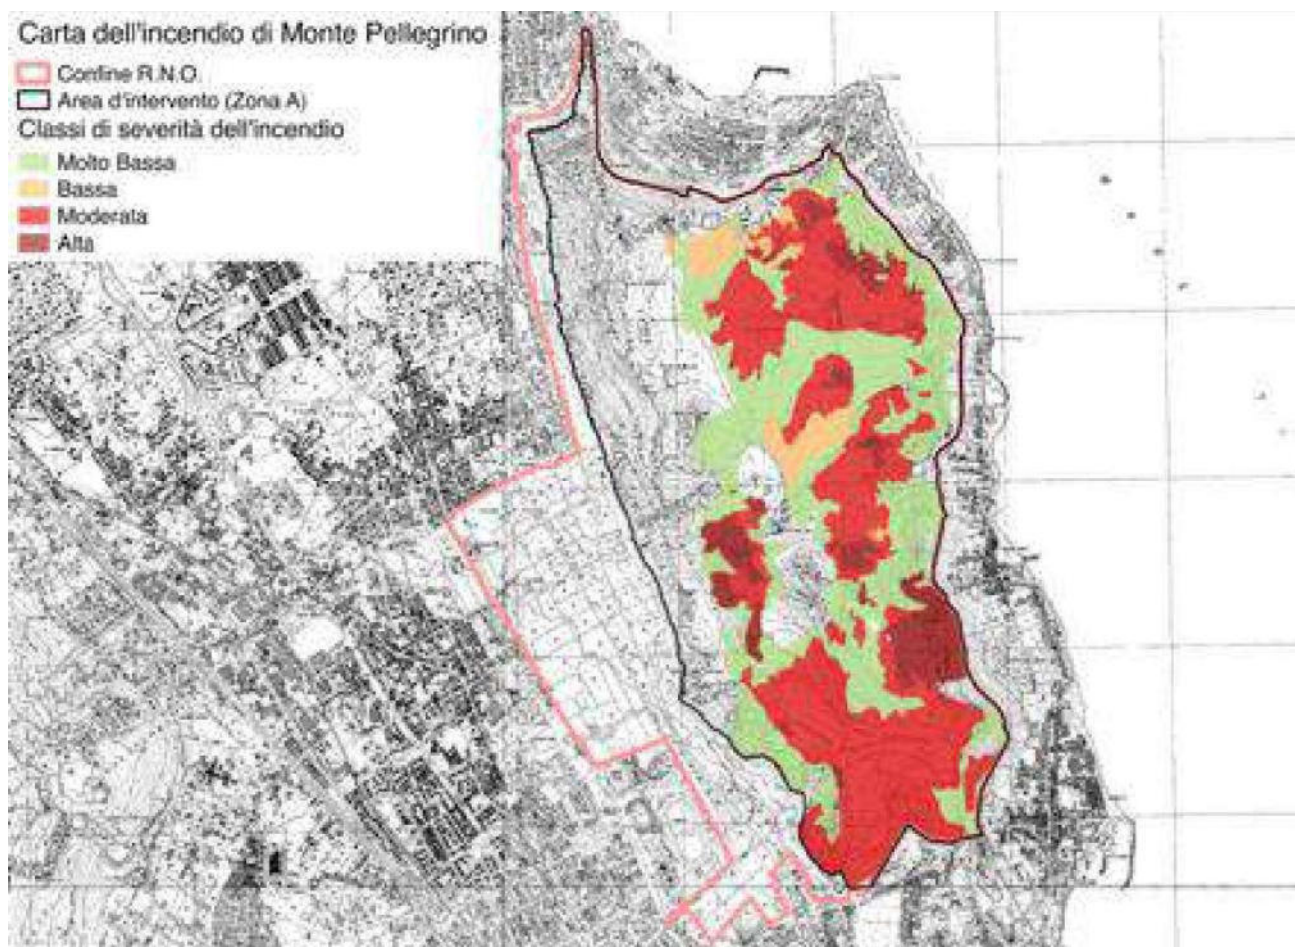 Carta dell'incendio di Monte Pellegrino
Confine R.N.O.
Area d'intervento (Zona A)
Classi di severità dell'incendio
Molto Bassa
Bassa
Moderata
Alta